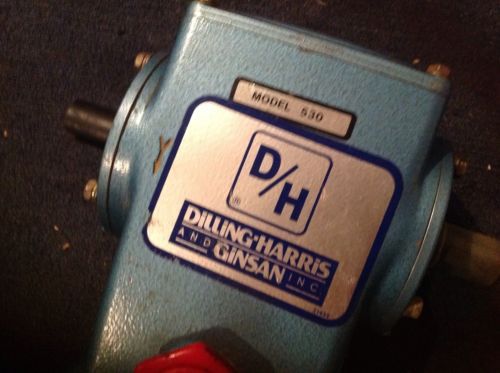 MODEL 530
D/H
®
DILLING-HARRIS
AND GINSAN INC